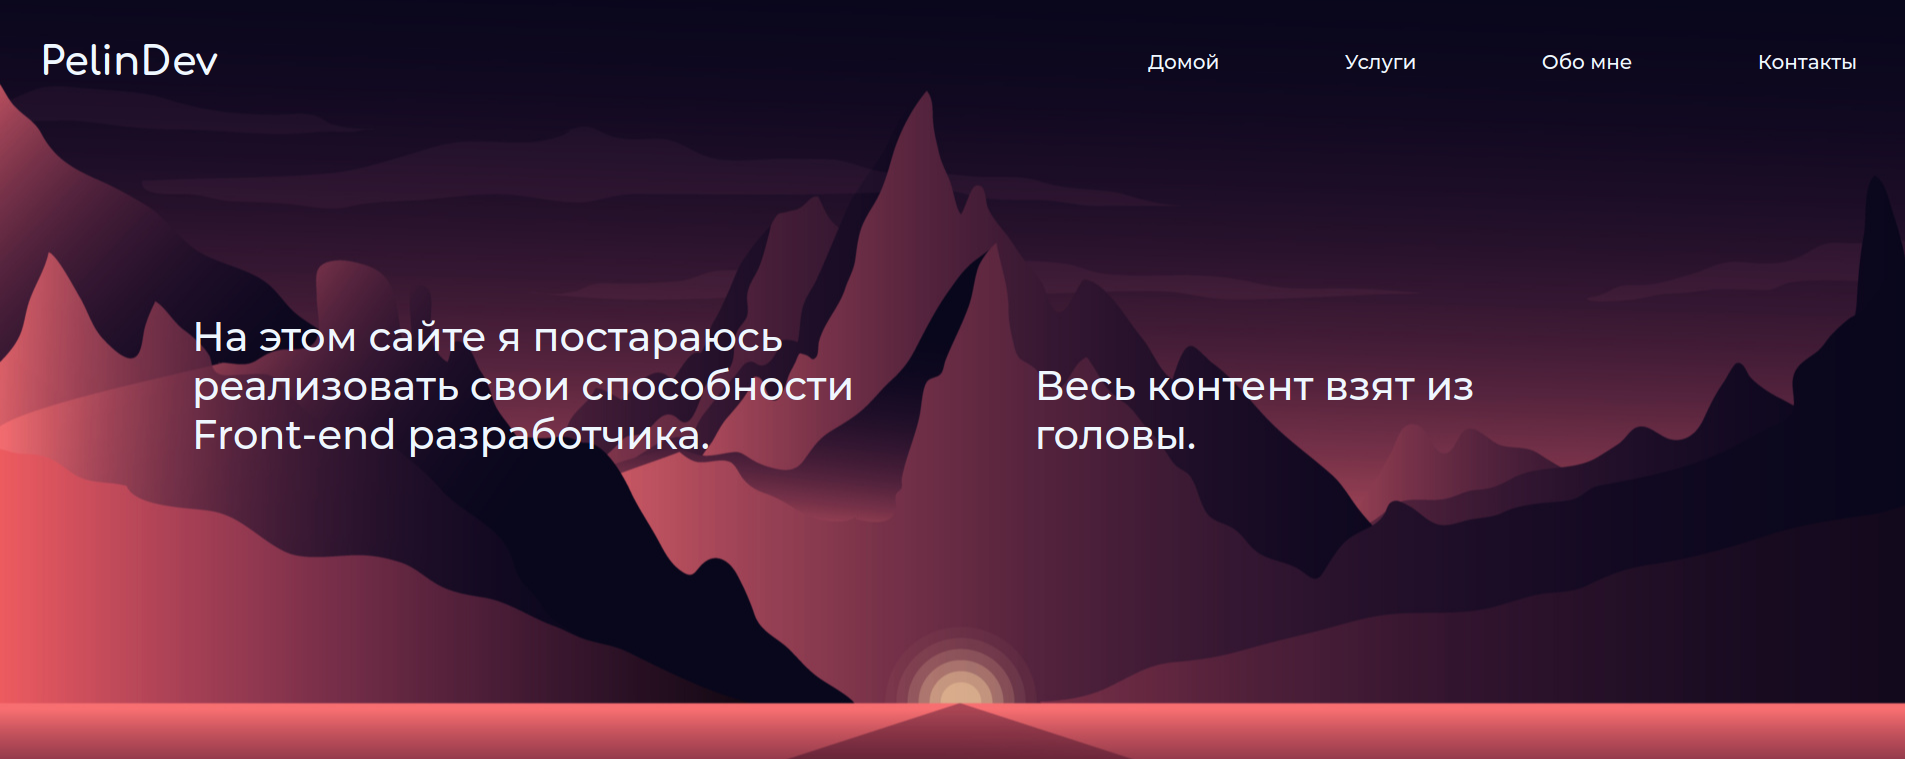 PelinDev
Домой
Услуги
Обо мне
Контакты
На этом сайте я постараюсь
реализовать свои способности
Front-end разработчика.
Весь контент взят из
головы.